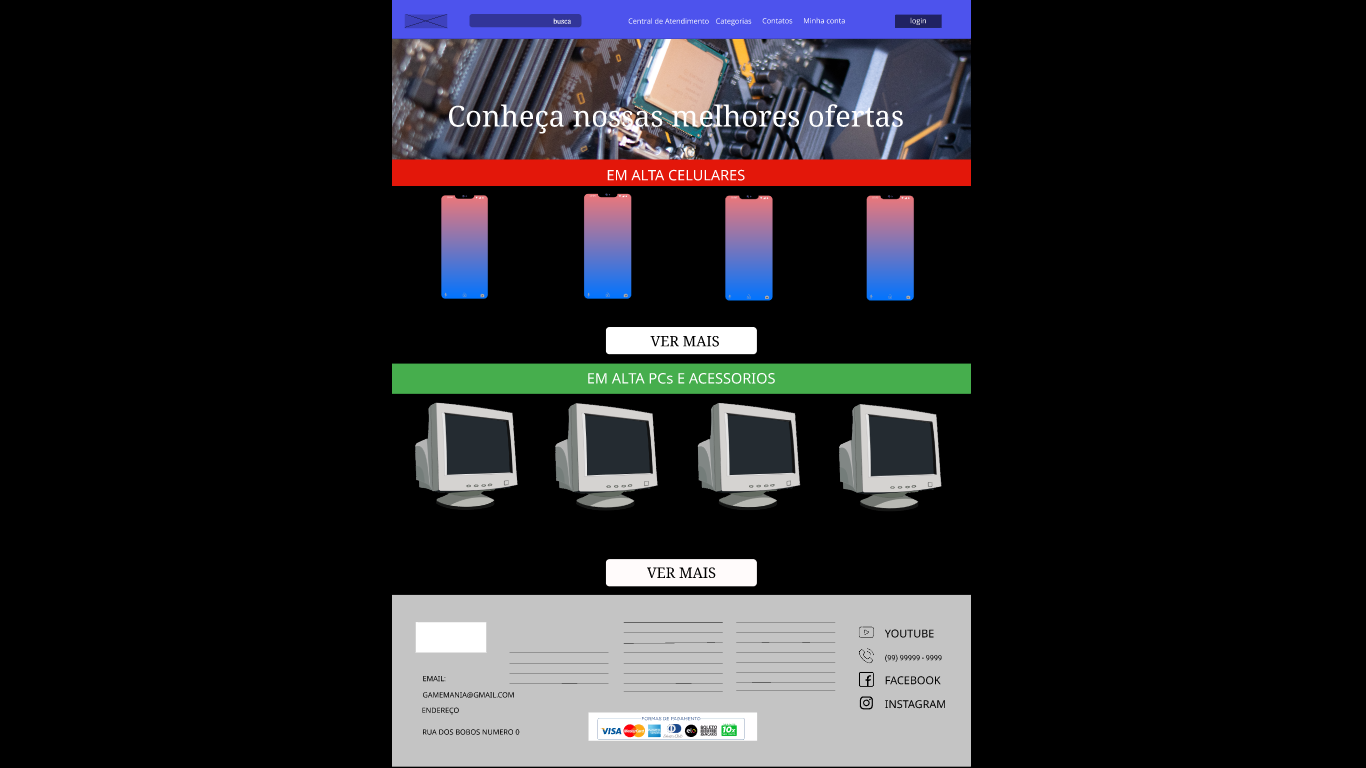 busca
Central de Atendimento
Categorias
Contatos
Minha conta
login
Conheça nossas melhores ofertas
EM ALTA CELULARES
VER MAIS
EM ALTA PCs E ACESSORIOS
VER MAIS
YOUTUBE
(99) 99999 - 9999
FACEBOOK
INSTAGRAM
EMAIL:
GAMEMANIA@GMAIL.COM
ENDEREÇO
RUA DOS BOBOS NUMERO 0
FORMAS DE PAGAMENTO
VISA
elo
10x